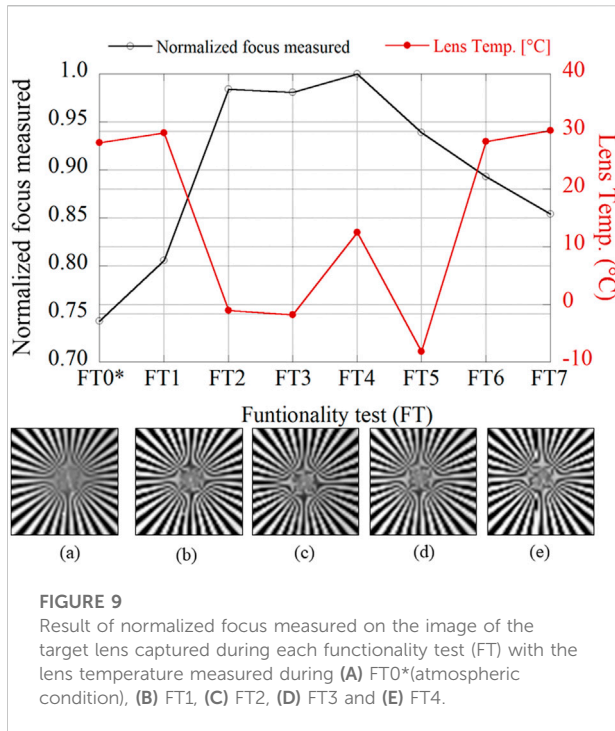 Normalized focus measured
Lens Temp. [°C]
Normalized focus measured
1.0
0.95
0.90
0.85
0.80
0.75
0.70
40
30
20
10
0
-10
Lens Temp. (°C)
FT0* FT1 FT2 FT3 FT4 FT5 FT6 FT7
Funtionality test (FT)
(a) (b) (c) (d) (e)
FIGURE 9
Result of normalized focus measured on the image of the
target lens captured during each functionality test (FT) with the
lens temperature measured during (A) FT0*(atmospheric
condition), (B) FT1, (C) FT2, (D) FT3 and (E) FT4.